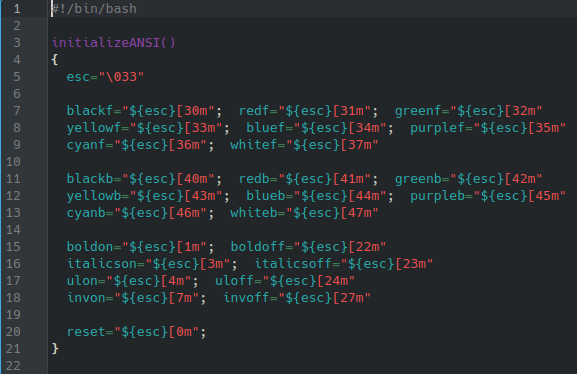 1 #!/bin/bash
2
3 initializeANSI()
4 {
5   esc="\033"
6
7   blackf="${esc}[30m";  redf="${esc}[31m";  greenf="${esc}[32m"
8   yellowf="${esc}[33m";  bluef="${esc}[34m";  purplef="${esc}[35m"
9   cyanf="${esc}[36m";  whitef="${esc}[37m"
10
11   blackb="${esc}[40m";  redb="${esc}[41m";  greenb="${esc}[42m"
12   yellowb="${esc}[43m";  blueb="${esc}[44m";  purpleb="${esc}[45m"
13   cyanb="${esc}[46m";  whiteb="${esc}[47m"
14
15   boldon="${esc}[1m";  boldoff="${esc}[22m"
16   italicson="${esc}[3m";  italicsoff="${esc}[23m"
17   ulon="${esc}[4m";  uloff="${esc}[24m"
18   invon="${esc}[7m";  invoff="${esc}[27m"
19
20   reset="${esc}[0m";
21 }
22